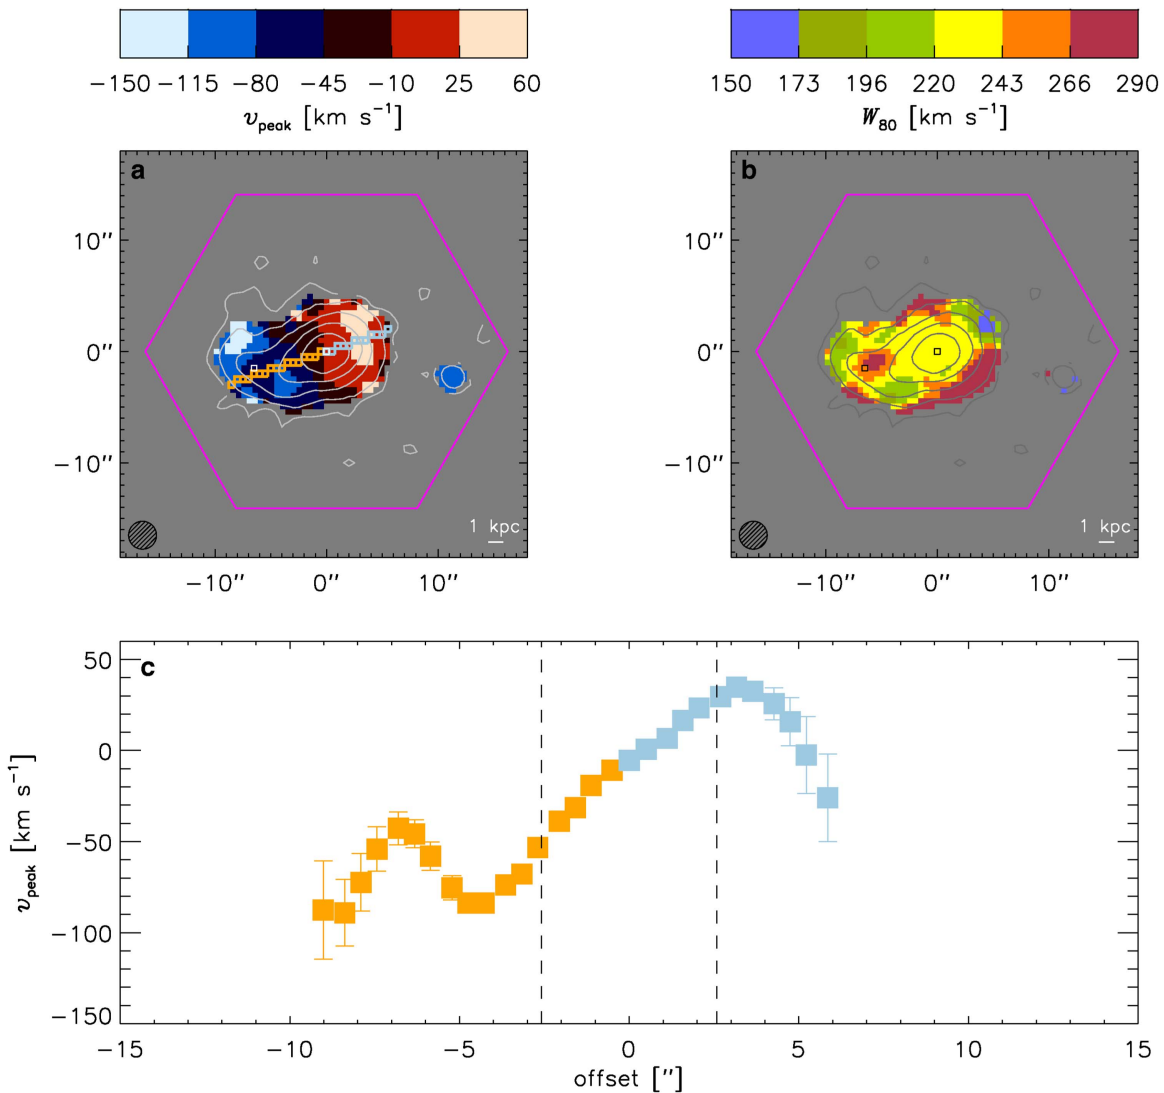 −150 −115 −80 −45 −10 25 60
v_peak [km s⁻¹]
150 173 196 220 243 266 290
W₈₀ [km s⁻¹]
a
10″
0″
−10″
1 kpc
−10″ 0″ 10″
b
10″
0″
−10″
1 kpc
−10″ 0″ 10″
c
50
0
−50
−100
−150
v_peak [km s⁻¹]
−15 −10 −5 0 5 10 15
offset [″]